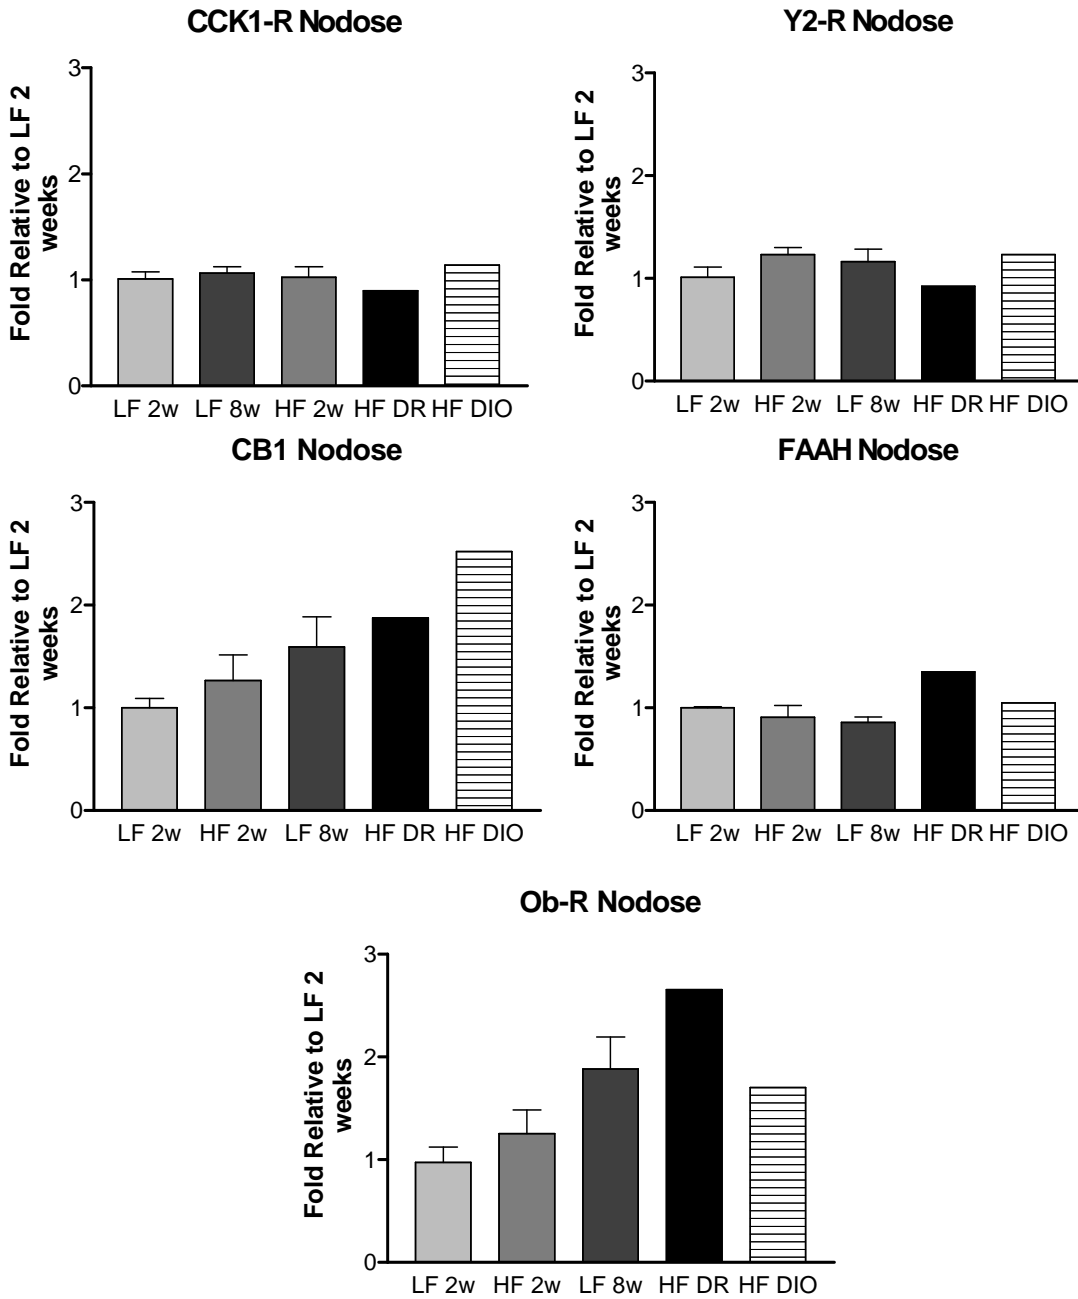 CCK1-R Nodose
Fold Relative to LF 2
weeks
3
2
1
0
LF 2w LF 8w HF 2w HF DR HF DIO
Y2-R Nodose
Fold Relative to LF 2
weeks
3
2
1
0
LF 2w HF 2w LF 8w HF DR HF DIO
CB1 Nodose
Fold Relative to LF 2
weeks
3
2
1
0
LF 2w HF 2w LF 8w HF DR HF DIO
FAAH Nodose
Fold Relative to LF 2
weeks
3
2
1
0
LF 2w HF 2w LF 8w HF DR HF DIO
Ob-R Nodose
Fold Relative to LF 2
weeks
3
2
1
0
LF 2w HF 2w LF 8w HF DR HF DIO